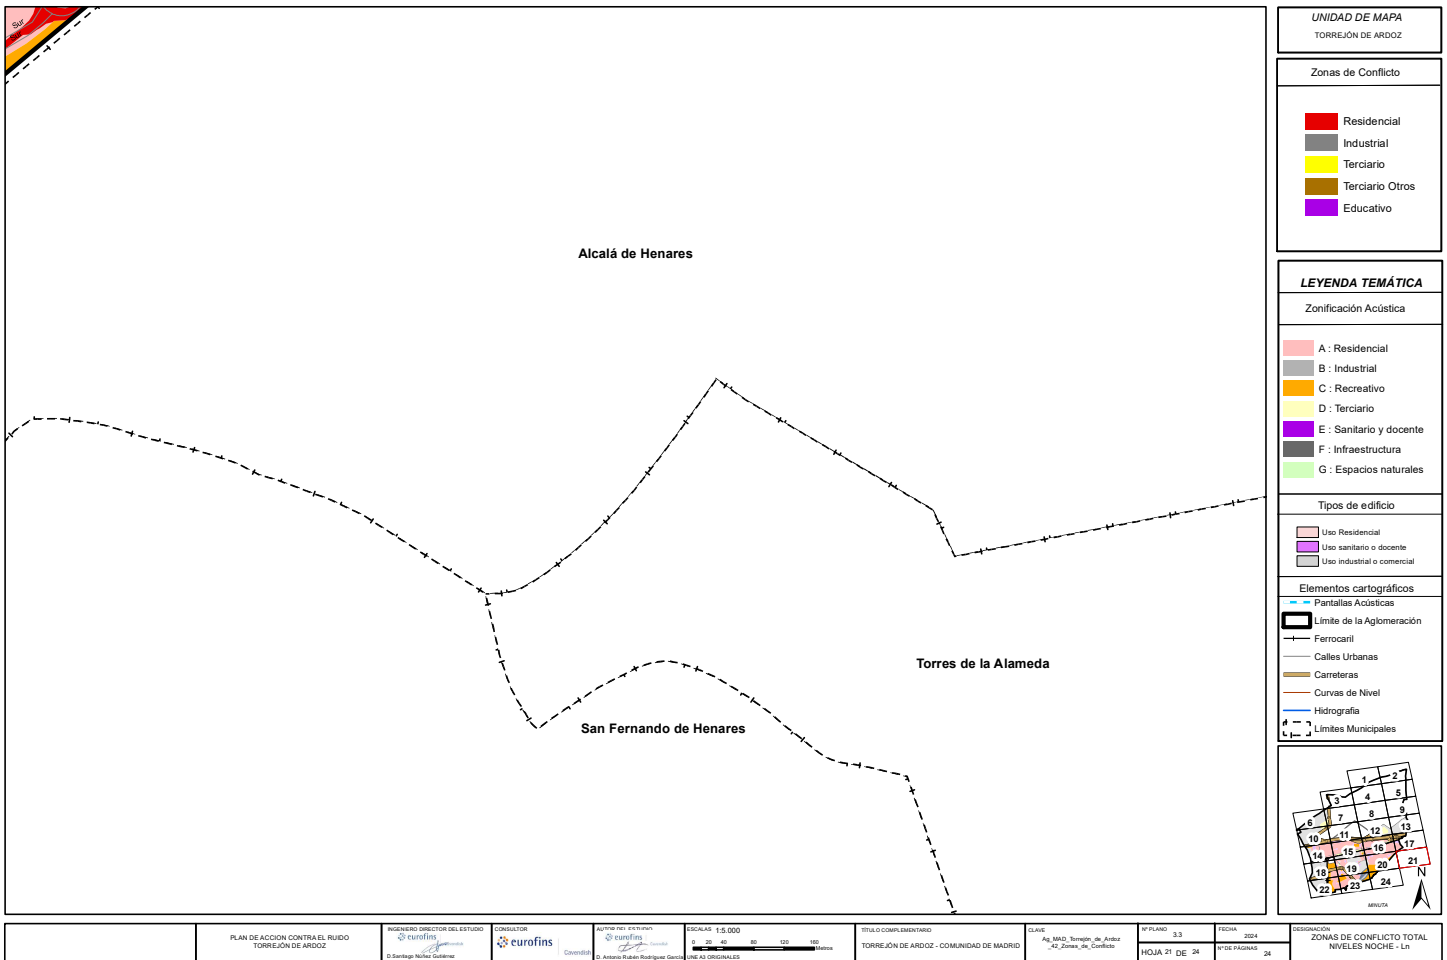 Sur
Sur
Alcalá de Henares
Torres de la Alameda
San Fernando de Henares
UNIDAD DE MAPA
TORREJÓN DE ARDOZ
Zonas de Conflicto
Residencial
Industrial
Terciario
Terciario Otros
Educativo
LEYENDA TEMÁTICA
Zonificación Acústica
A : Residencial
B : Industrial
C : Recreativo
D : Terciario
E : Sanitario y docente
F : Infraestructura
G : Espacios naturales
Tipos de edificio
Uso Residencial
Uso sanitario o docente
Uso industrial o comercial
Elementos cartográficos
Pantallas Acústicas
Límite de la Aglomeración
Ferrocaril
Calles Urbanas
Carreteras
Curvas de Nivel
Hidrografia
Límites Municipales
1 2
3 4 5
6 7 8 9
10 11 12 13
14 15 16 17
18 19 20 21
22 23 24
N
MINUTA
PLAN DE ACCION CONTRA EL RUIDO
TORREJÓN DE ARDOZ
INGENIERO DIRECTOR DEL ESTUDIO
eurofins
D.Santiago Núñez Gutiérrez
CONSULTOR
eurofins
Cavendish
AUTOR DEL ESTUDIO
eurofins
Cavendish
D. Antonio Rubén Rodríguez García
ESCALAS 1:5.000
0 20 40 80 120 160
Metros
UNE A3 ORIGINALES
TÍTULO COMPLEMENTARIO
TORREJÓN DE ARDOZ - COMUNIDAD DE MADRID
CLAVE
Ag_MAD_Torrejón_de_Ardoz
_42_Zonas_de_Conflicto
Nº PLANO 3.3
HOJA 21 DE 24
FECHA
2024
Nº DE PÁGINAS
24
DESIGNACIÓN
ZONAS DE CONFLICTO TOTAL
NIVELES NOCHE - Ln